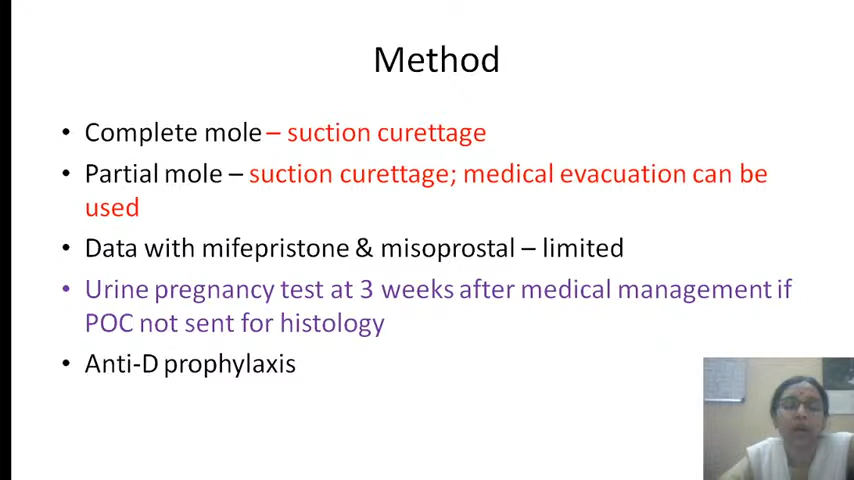 Method
• Complete mole – suction curettage
• Partial mole – suction curettage; medical evacuation can be
used
• Data with mifepristone & misoprostal – limited
• Urine pregnancy test at 3 weeks after medical management if
POC not sent for histology
• Anti-D prophylaxis